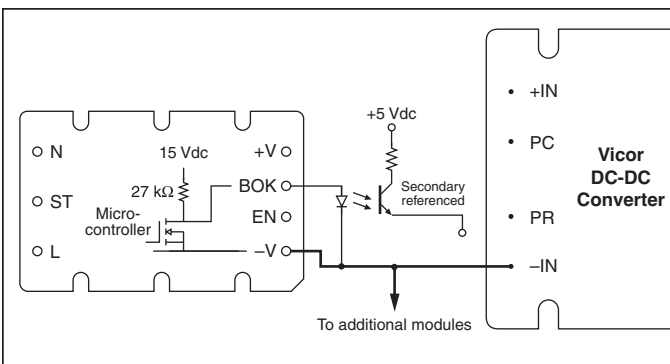 N
ST
L
15 Vdc
27 kΩ
Micro-
controller
+V
BOK
EN
–V
+5 Vdc
Secondary
referenced
To additional modules
+IN
PC
PR
–IN
Vicor
DC-DC
Converter